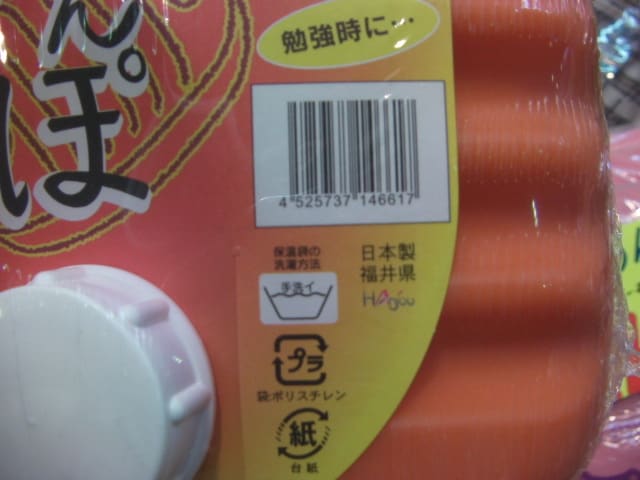 勉強時に…
んぽ
4 525737 146617
保温袋の
洗濯方法
手洗イ
日本製
福井県
プラ
袋:ポリスチレン
紙
台紙